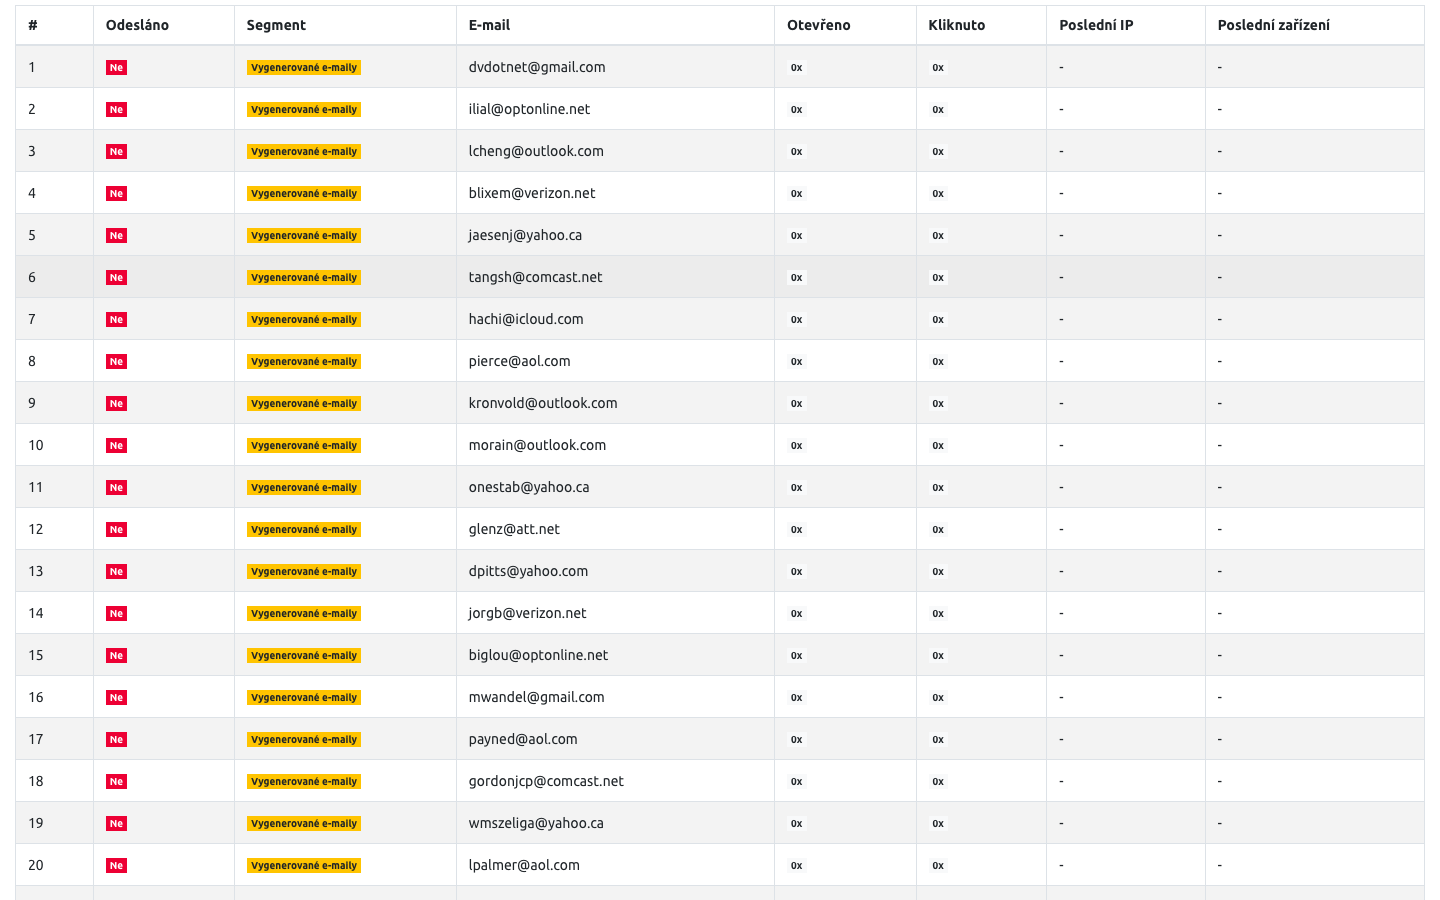 # Odesláno Segment E-mail Otevřeno Kliknuto Poslední IP Poslední zařízení
1 Ne Vygenerované e-maily dvdotnet@gmail.com 0x 0x - -
2 Ne Vygenerované e-maily ilial@optonline.net 0x 0x - -
3 Ne Vygenerované e-maily lcheng@outlook.com 0x 0x - -
4 Ne Vygenerované e-maily blixem@verizon.net 0x 0x - -
5 Ne Vygenerované e-maily jaesenj@yahoo.ca 0x 0x - -
6 Ne Vygenerované e-maily tangsh@comcast.net 0x 0x - -
7 Ne Vygenerované e-maily hachi@icloud.com 0x 0x - -
8 Ne Vygenerované e-maily pierce@aol.com 0x 0x - -
9 Ne Vygenerované e-maily kronvold@outlook.com 0x 0x - -
10 Ne Vygenerované e-maily morain@outlook.com 0x 0x - -
11 Ne Vygenerované e-maily onestab@yahoo.ca 0x 0x - -
12 Ne Vygenerované e-maily glenz@att.net 0x 0x - -
13 Ne Vygenerované e-maily dpitts@yahoo.com 0x 0x - -
14 Ne Vygenerované e-maily jorgb@verizon.net 0x 0x - -
15 Ne Vygenerované e-maily biglou@optonline.net 0x 0x - -
16 Ne Vygenerované e-maily mwandel@gmail.com 0x 0x - -
17 Ne Vygenerované e-maily payned@aol.com 0x 0x - -
18 Ne Vygenerované e-maily gordonjcp@comcast.net 0x 0x - -
19 Ne Vygenerované e-maily wmszeliga@yahoo.ca 0x 0x - -
20 Ne Vygenerované e-maily lpalmer@aol.com 0x 0x - -